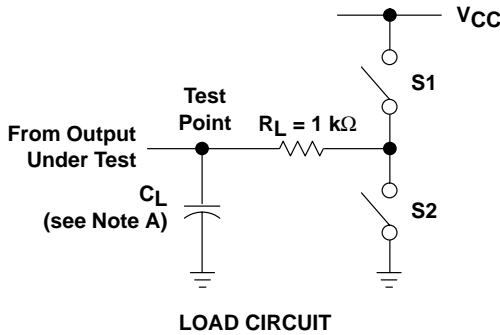 VCC
S1
Test
Point
RL = 1 kΩ
From Output
Under Test
CL
(see Note A)
S2
LOAD CIRCUIT